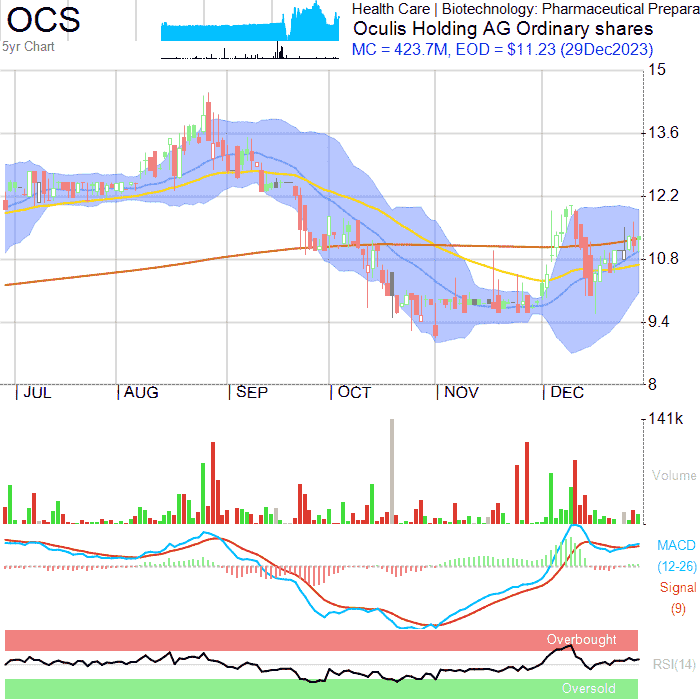 OCS
5yr Chart
Health Care | Biotechnology: Pharmaceutical Prepara
Oculis Holding AG Ordinary shares
MC = 423.7M, EOD = $11.23 (29Dec2023)
15
13.6
12.2
10.8
9.4
8
JUL
AUG
SEP
OCT
NOV
DEC
141k
Volume
MACD
(12-26)
Signal
(9)
Overbought
RSI(14)
Oversold